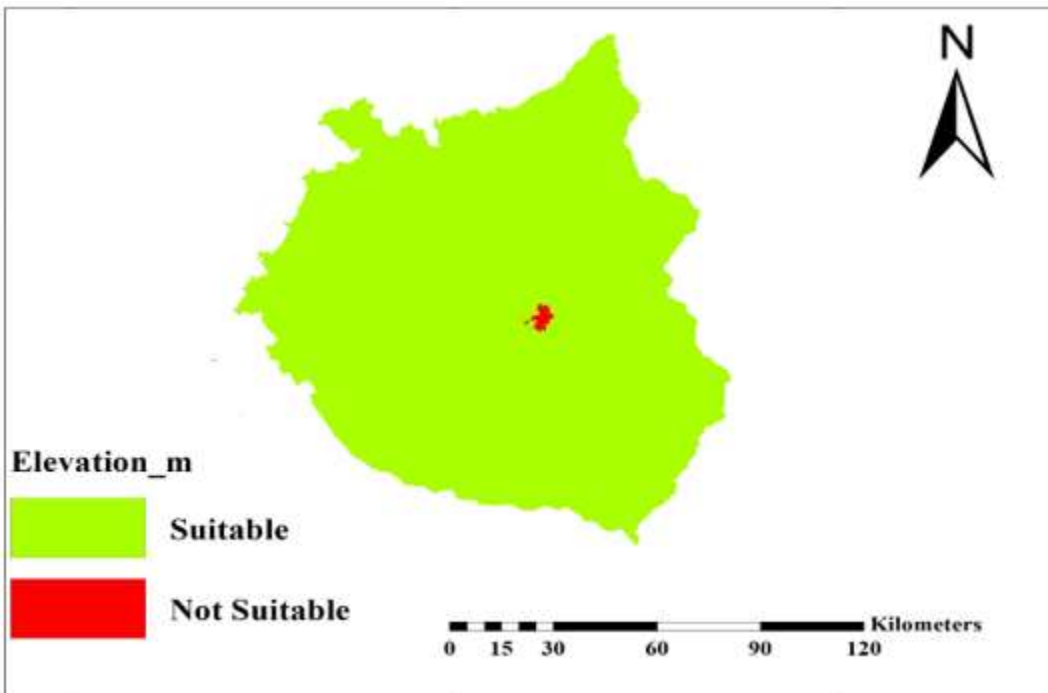 N
Elevation_m
Suitable
Not Suitable
Kilometers
0 15 30 60 90 120